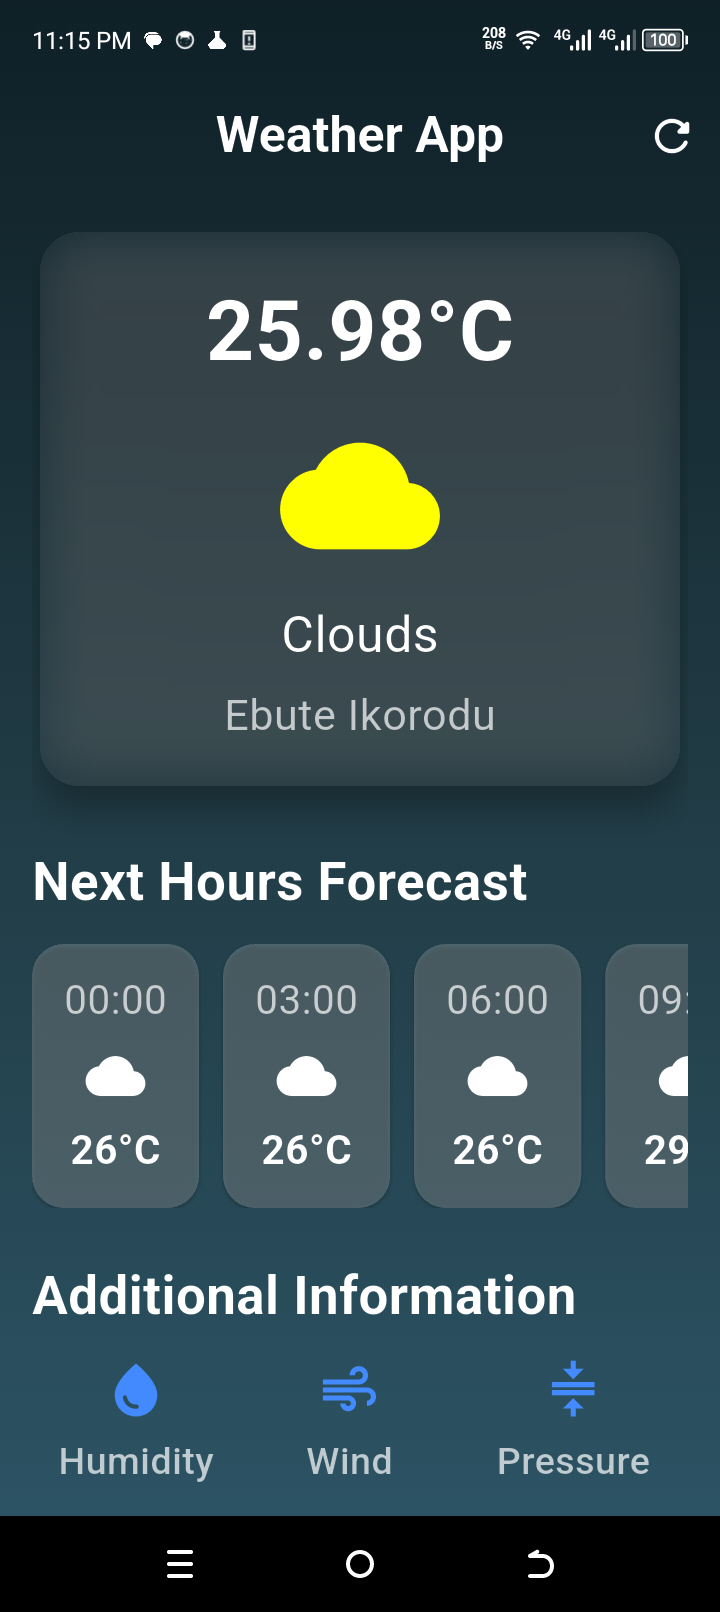 11:15 PM 208 B/S 4G 4G 100
Weather App
25.98°C
Clouds
Ebute Ikorodu
Next Hours Forecast
00:00 03:00 06:00 09:
26°C 26°C 26°C 29
Additional Information
Humidity Wind Pressure